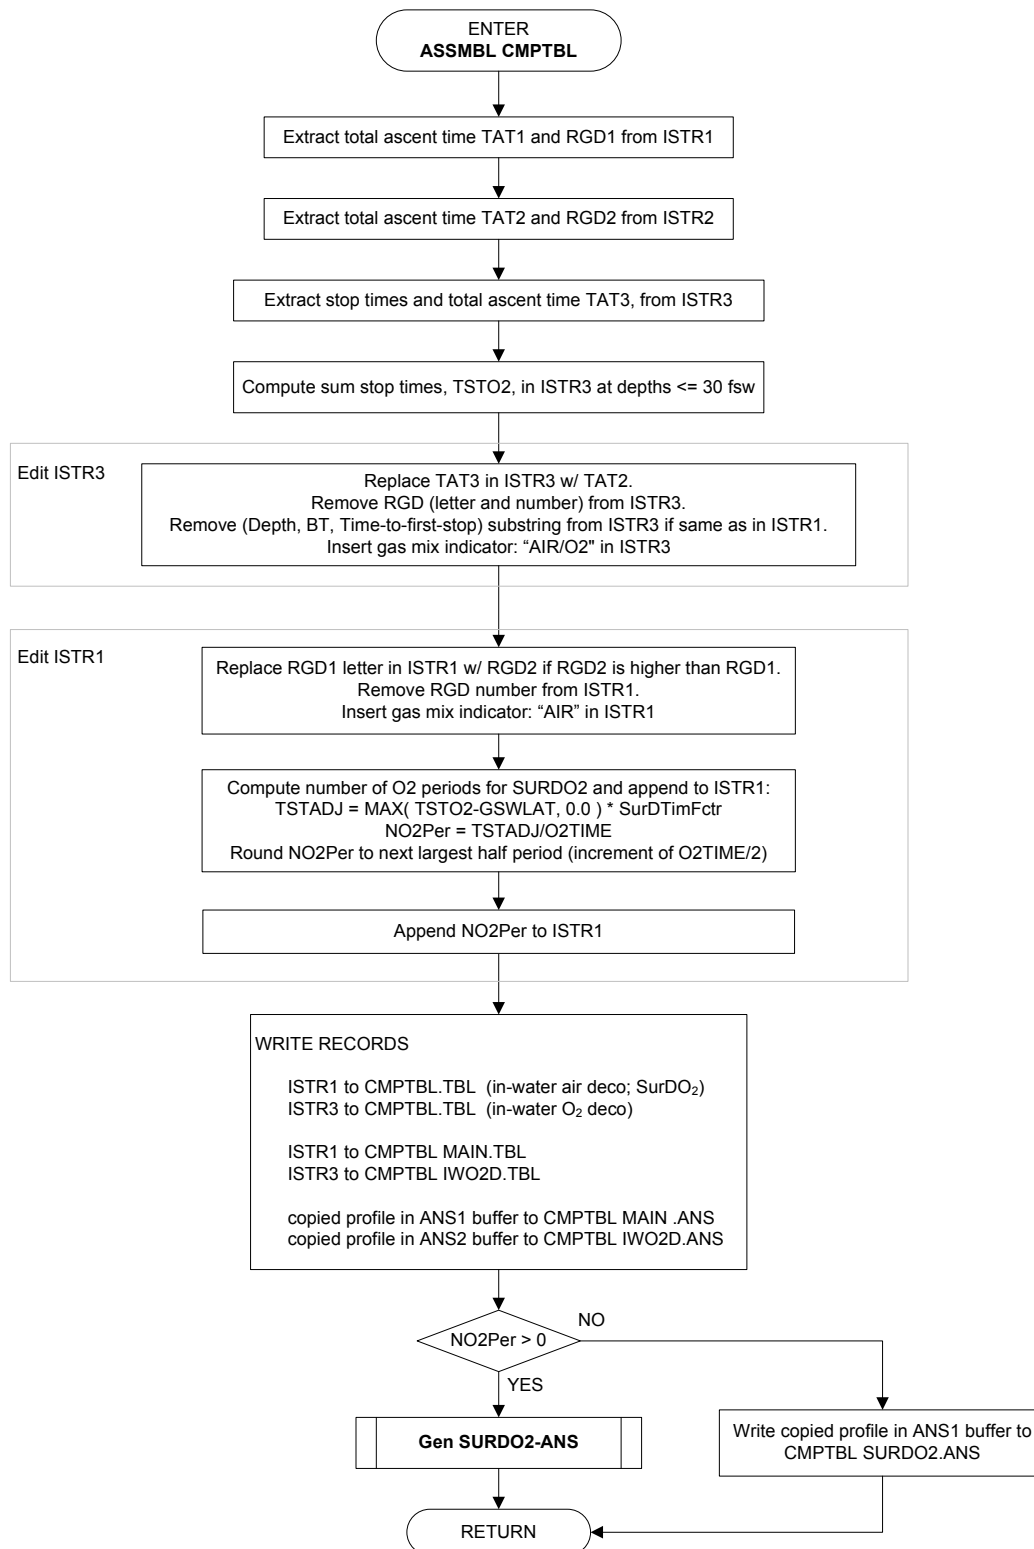 ENTER
ASSMBL CMPTBL
Extract total ascent time TAT1 and RGD1 from ISTR1
Extract total ascent time TAT2 and RGD2 from ISTR2
Extract stop times and total ascent time TAT3, from ISTR3
Compute sum stop times, TSTO2, in ISTR3 at depths <= 30 fsw
Edit ISTR3
Replace TAT3 in ISTR3 w/ TAT2.
Remove RGD (letter and number) from ISTR3.
Remove (Depth, BT, Time-to-first-stop) substring from ISTR3 if same as in ISTR1.
Insert gas mix indicator: “AIR/O2" in ISTR3
Edit ISTR1
Replace RGD1 letter in ISTR1 w/ RGD2 if RGD2 is higher than RGD1.
Remove RGD number from ISTR1.
Insert gas mix indicator: “AIR” in ISTR1
Compute number of O2 periods for SURDO2 and append to ISTR1:
TSTADJ = MAX( TSTO2-GSWLAT, 0.0 ) * SurDTimFctr
NO2Per = TSTADJ/O2TIME
Round NO2Per to next largest half period (increment of O2TIME/2)
Append NO2Per to ISTR1
WRITE RECORDS
ISTR1 to CMPTBL.TBL (in-water air deco; SurDO₂)
ISTR3 to CMPTBL.TBL (in-water O₂ deco)
ISTR1 to CMPTBL MAIN.TBL
ISTR3 to CMPTBL IWO2D.TBL
copied profile in ANS1 buffer to CMPTBL MAIN .ANS
copied profile in ANS2 buffer to CMPTBL IWO2D.ANS
NO2Per > 0
NO
YES
Gen SURDO2-ANS
Write copied profile in ANS1 buffer to
CMPTBL SURDO2.ANS
RETURN